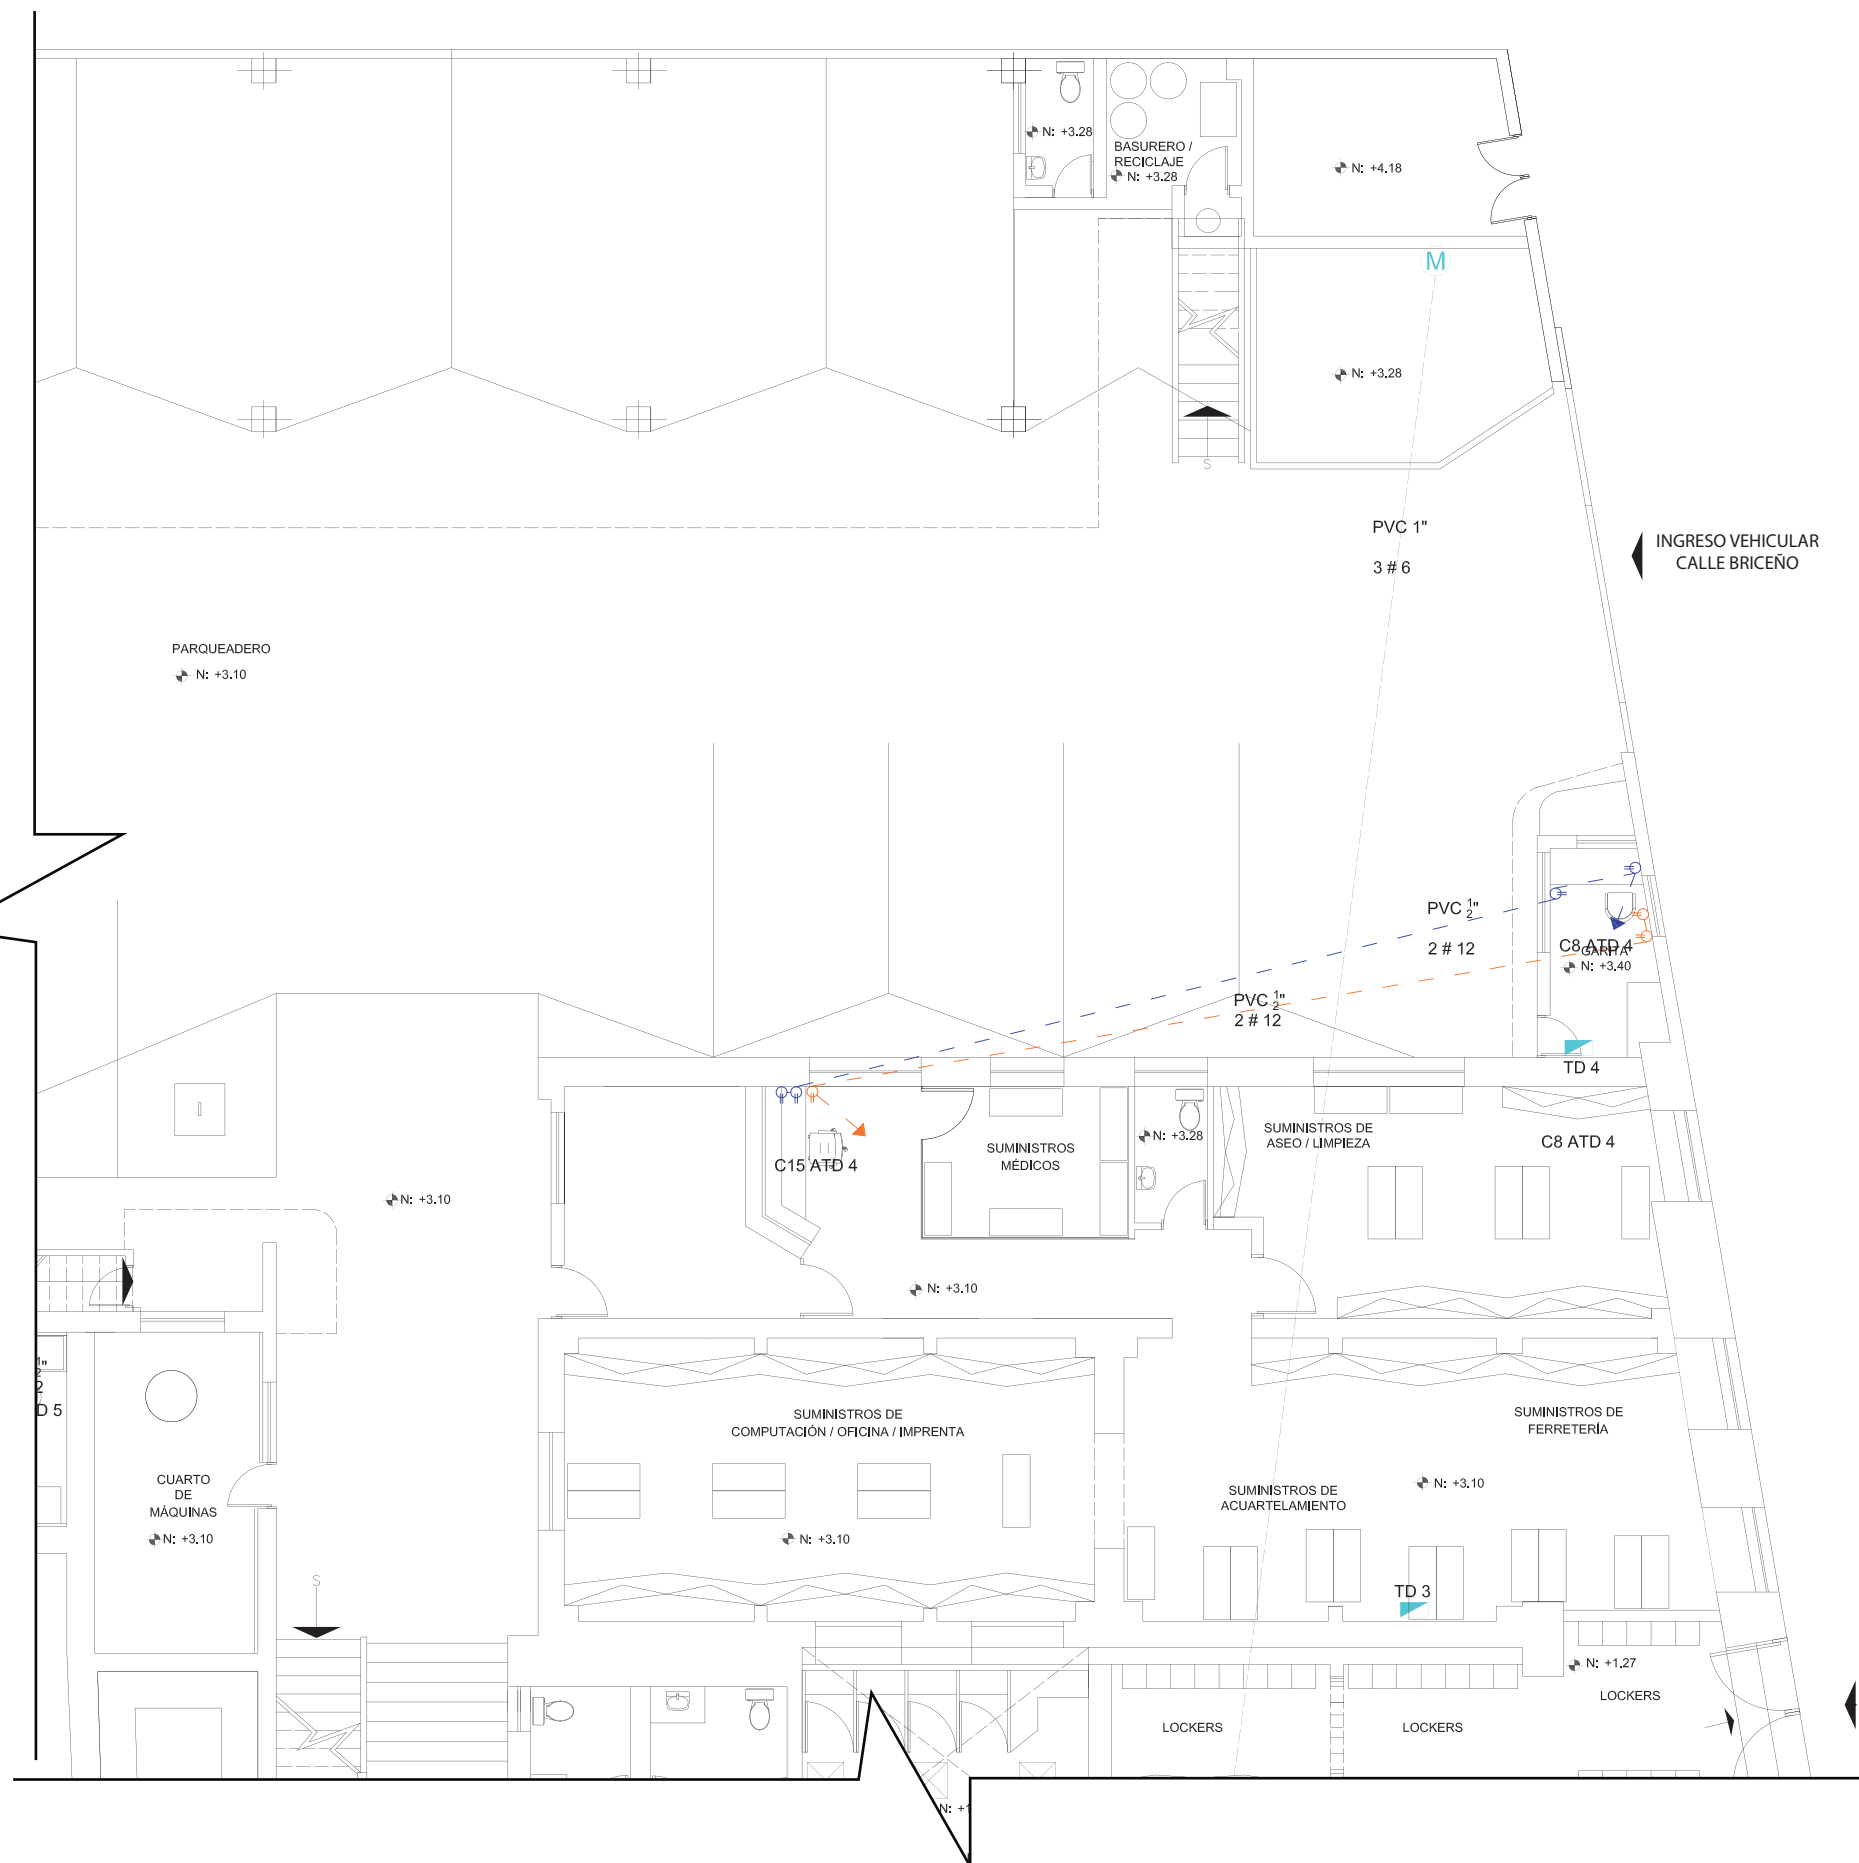 N: +3.28
BASURERO /
RECICLAJE
N: +3.28
N: +4.18
M
N: +3.28
S
PVC 1"
3 # 6
INGRESO VEHICULAR
CALLE BRICEÑO
PARQUEADERO
N: +3.10
PVC 1/2"
2 # 12
C8 ATD 4
GARITA
N: +3.40
PVC 1/2"
2 # 12
TD 4
SUMINISTROS DE
ASEO / LIMPIEZA
C8 ATD 4
N: +3.28
SUMINISTROS
MÉDICOS
C15 ATD 4
N: +3.10
N: +3.10
1/2"
2
D 5
SUMINISTROS DE
COMPUTACIÓN / OFICINA / IMPRENTA
SUMINISTROS DE
FERRETERÍA
CUARTO
DE
MÁQUINAS
N: +3.10
SUMINISTROS DE
ACUARTELAMIENTO
N: +3.10
N: +3.10
S
TD 3
N: +1.27
LOCKERS
LOCKERS
LOCKERS
N: +1